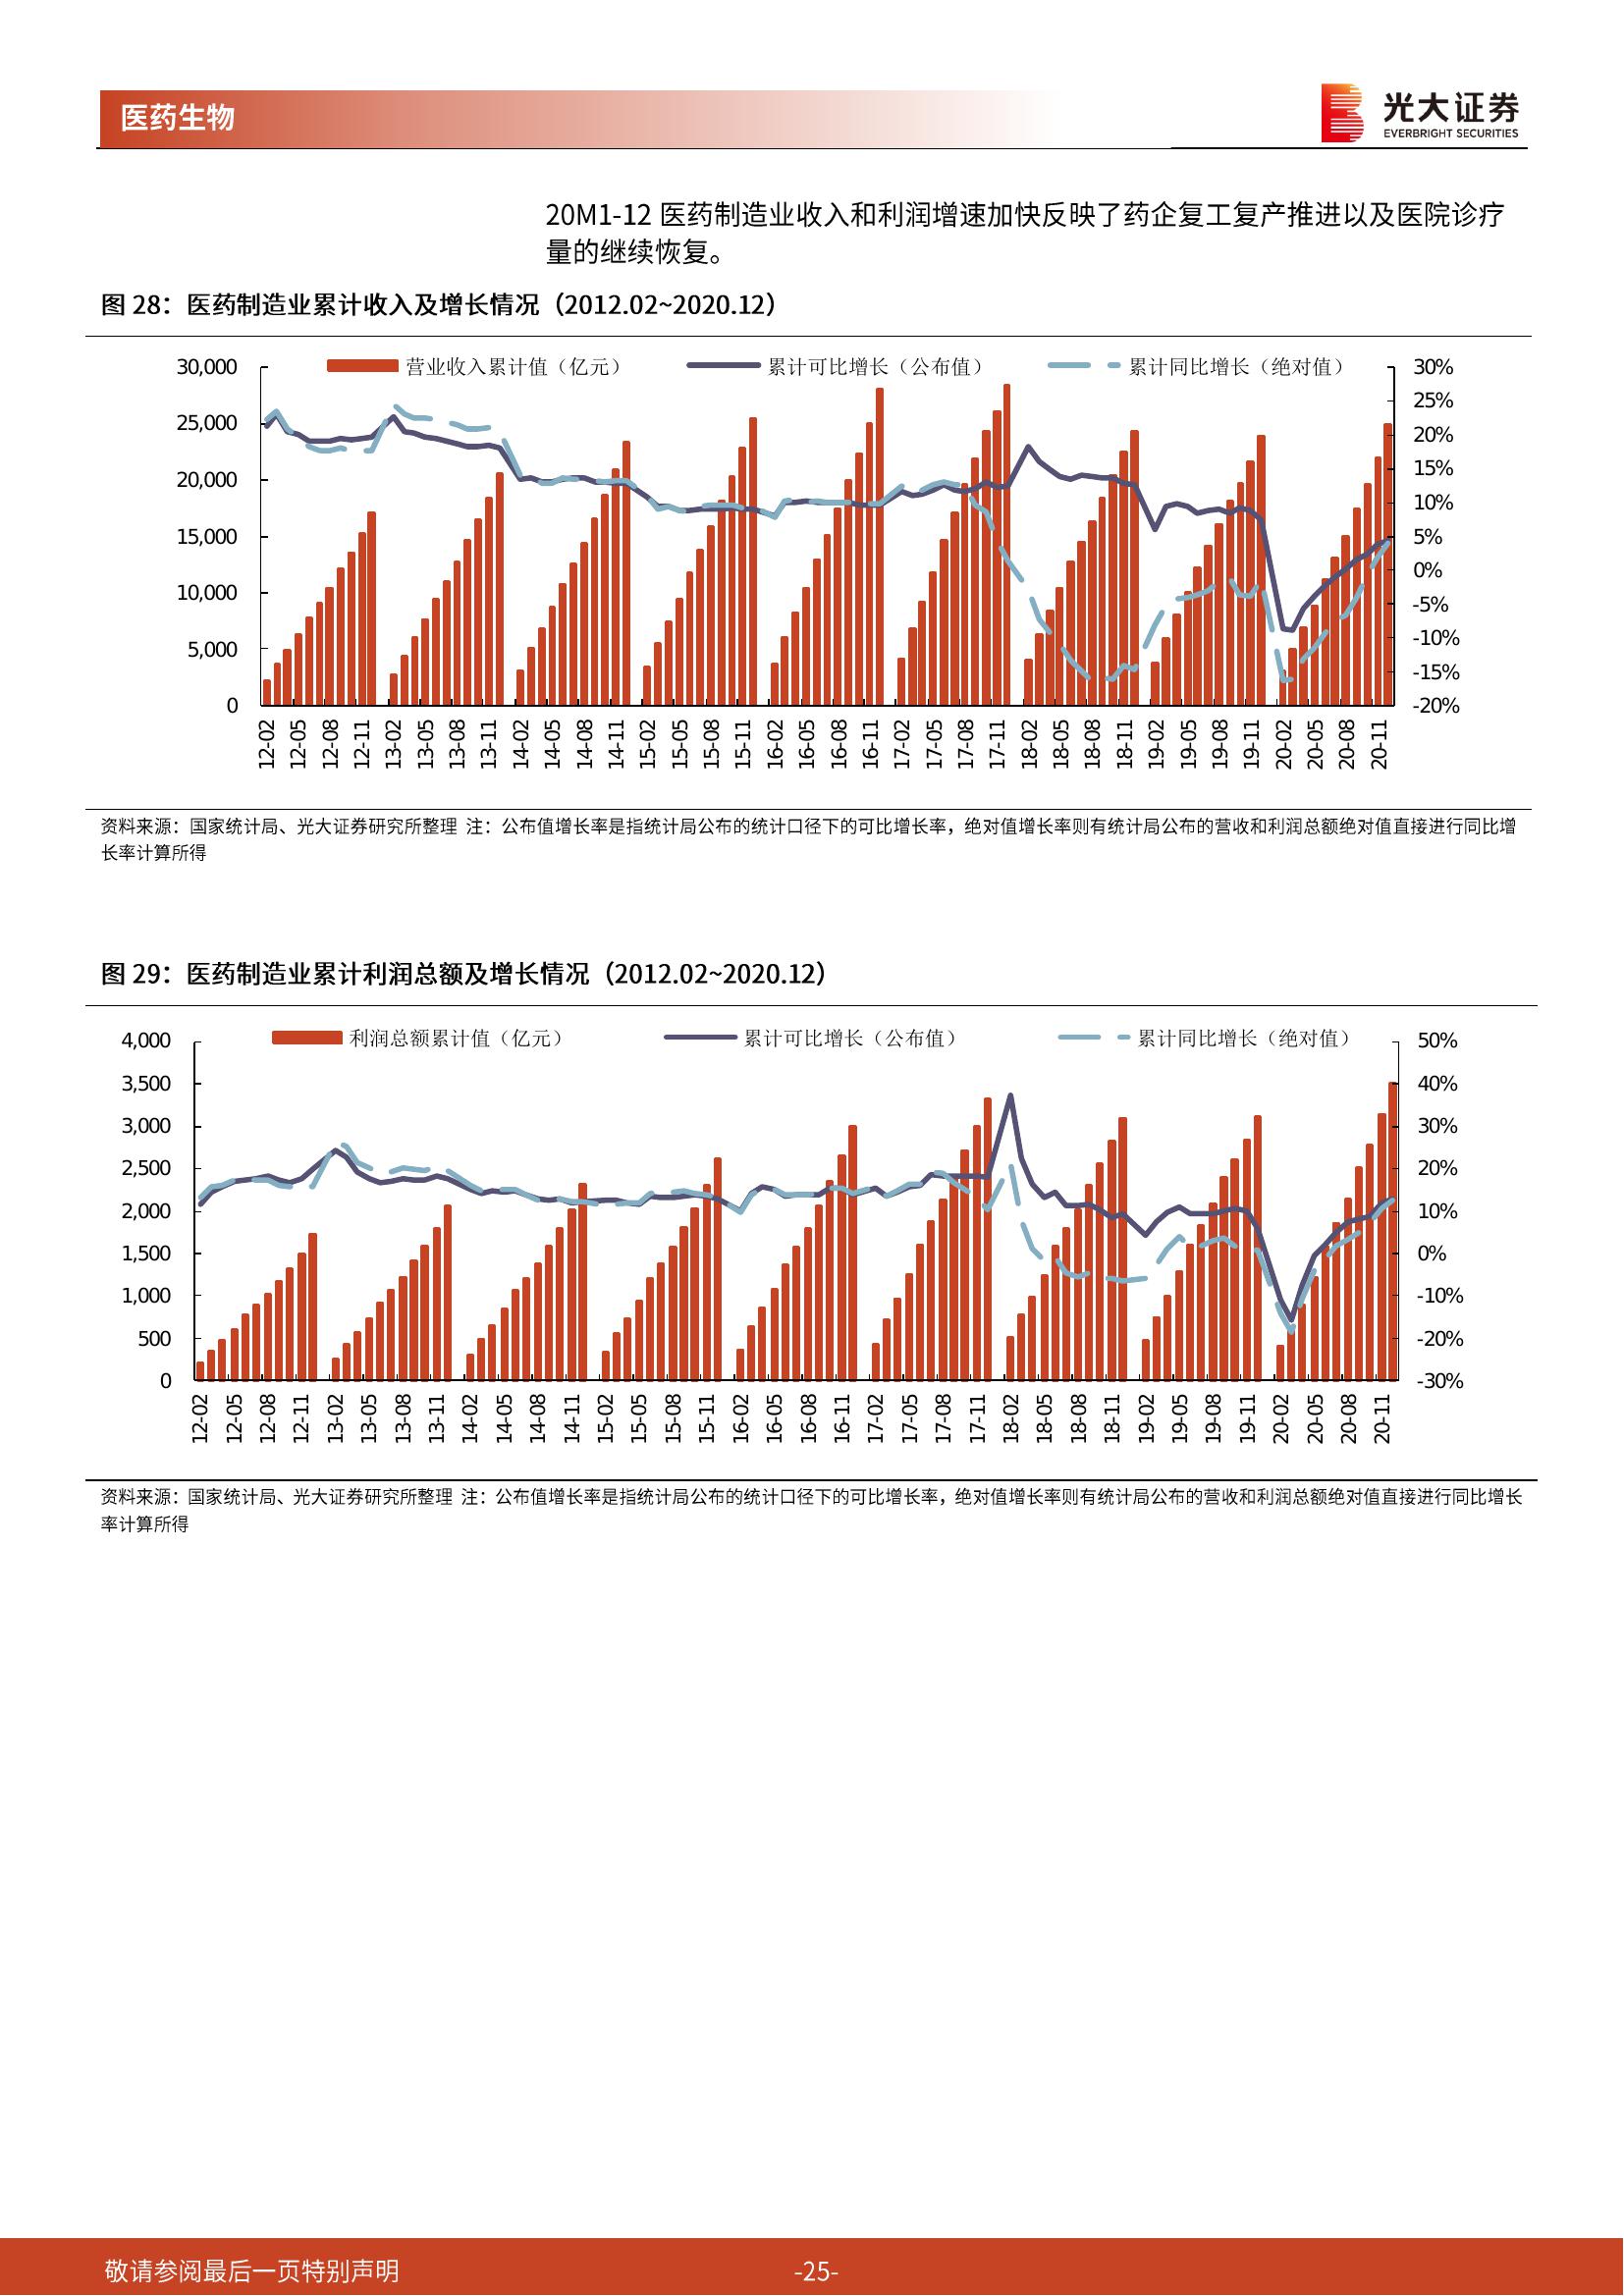 医药生物
光大证券
EVERBRIGHT SECURITIES
20M1-12 医药制造业收入和利润增速加快反映了药企复工复产推进以及医院诊疗
量的继续恢复。
图 28：医药制造业累计收入及增长情况（2012.02~2020.12）
营业收入累计值（亿元） 累计可比增长（公布值） 累计同比增长（绝对值）
30,000 30%
25%
25,000
20%
20,000 15%
10%
15,000 5%
0%
10,000
-5%
5,000 -10%
-15%
0 -20%
12-02 12-05 12-08 12-11 13-02 13-05 13-08 13-11 14-02 14-05 14-08 14-11 15-02 15-05 15-08 15-11 16-02 16-05 16-08 16-11 17-02 17-05 17-08 17-11 18-02 18-05 18-08 18-11 19-02 19-05 19-08 19-11 20-02 20-05 20-08 20-11
资料来源：国家统计局、光大证券研究所整理 注：公布值增长率是指统计局公布的统计口径下的可比增长率，绝对值增长率则有统计局公布的营收和利润总额绝对值直接进行同比增
长率计算所得
图 29：医药制造业累计利润总额及增长情况（2012.02~2020.12）
利润总额累计值（亿元） 累计可比增长（公布值） 累计同比增长（绝对值）
4,000 50%
3,500 40%
3,000 30%
2,500 20%
2,000 10%
1,500 0%
1,000 -10%
500 -20%
0 -30%
12-02 12-05 12-08 12-11 13-02 13-05 13-08 13-11 14-02 14-05 14-08 14-11 15-02 15-05 15-08 15-11 16-02 16-05 16-08 16-11 17-02 17-05 17-08 17-11 18-02 18-05 18-08 18-11 19-02 19-05 19-08 19-11 20-02 20-05 20-08 20-11
资料来源：国家统计局、光大证券研究所整理 注：公布值增长率是指统计局公布的统计口径下的可比增长率，绝对值增长率则有统计局公布的营收和利润总额绝对值直接进行同比增长
率计算所得
敬请参阅最后一页特别声明 -25-